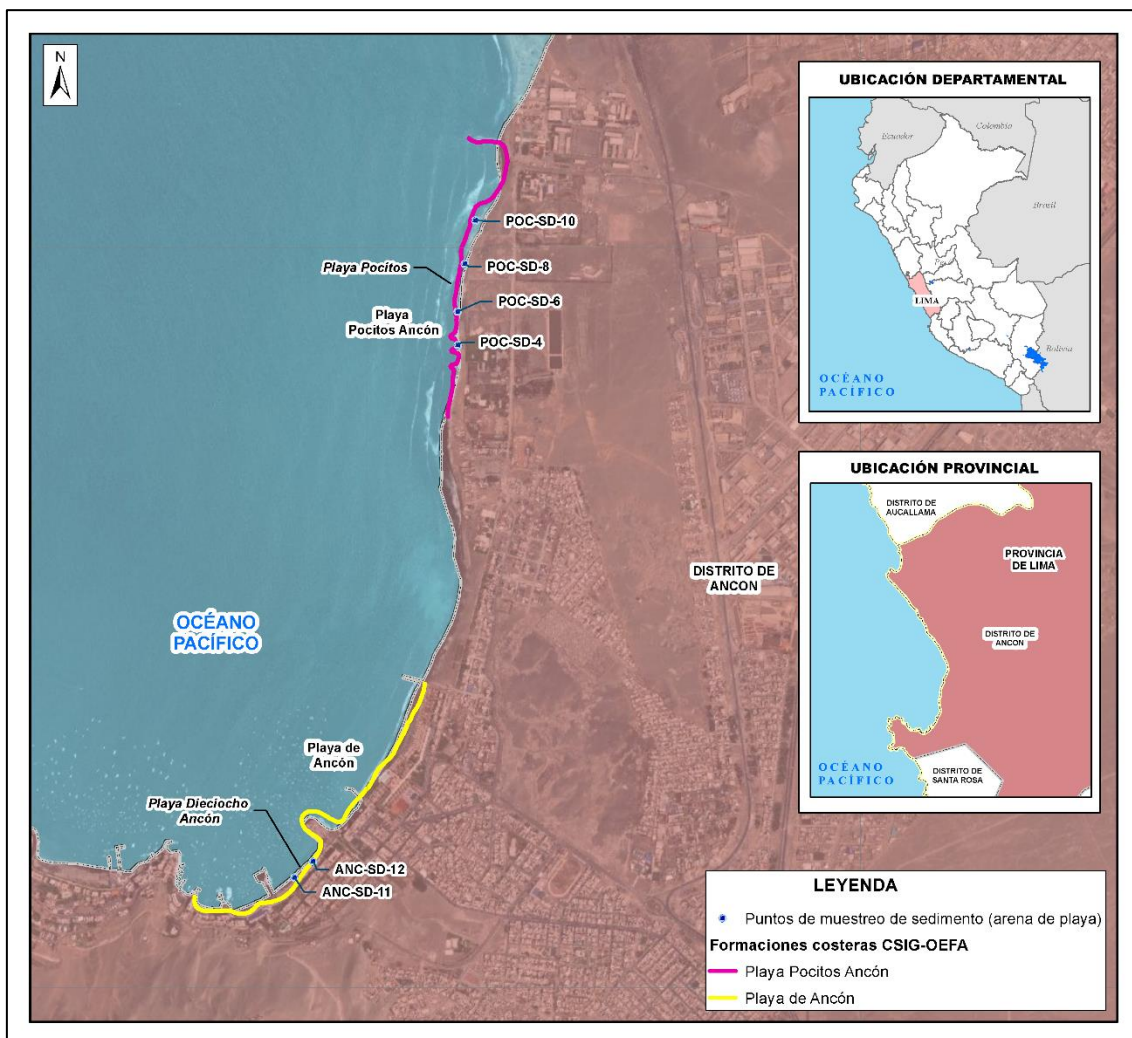 N
POC-SD-10
Playa Pocitos
POC-SD-8
POC-SD-6
Playa
Pocitos Ancón
POC-SD-4
DISTRITO DE
ANCON
OCÉANO
PACÍFICO
Playa de
Ancón
Playa Dieciocho
Ancón
ANC-SD-12
ANC-SD-11
UBICACIÓN DEPARTAMENTAL
Ecuador
Colombia
Brasil
LIMA
Bolivia
OCÉANO
PACÍFICO
UBICACIÓN PROVINCIAL
DISTRITO DE
AUCALLAMA
PROVINCIA
DE LIMA
DISTRITO DE
ANCON
OCÉANO
PACÍFICO
DISTRITO DE
SANTA ROSA
LEYENDA
Puntos de muestreo de sedimento (arena de playa)
Formaciones costeras CSIG-OEFA
Playa Pocitos Ancón
Playa de Ancón